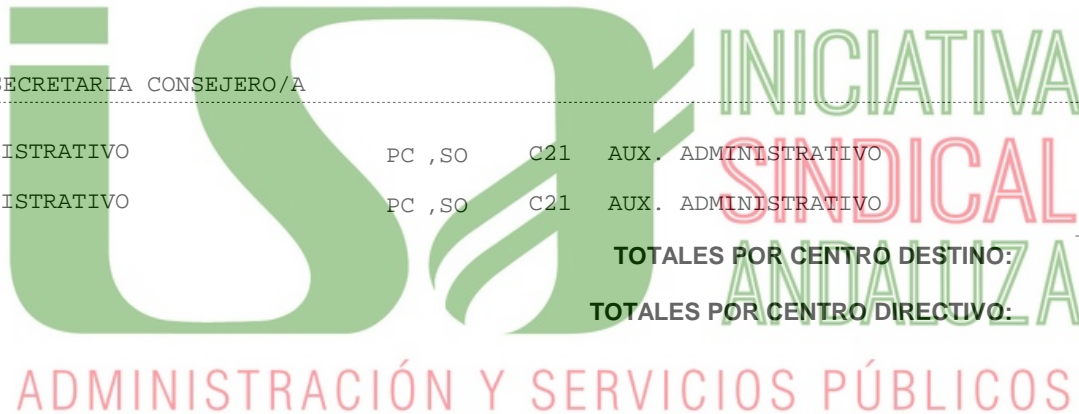 isa
INICIATIVA
SECRETARIA CONSEJERO/A
ISTRATIVO PC ,SO C21 AUX. ADMINISTRATIVO
SINDICAL
ISTRATIVO PC ,SO C21 AUX. ADMINISTRATIVO
TOTALES POR CENTRO DESTINO:
ANDALUZA
TOTALES POR CENTRO DIRECTIVO:
ADMINISTRACIÓN Y SERVICIOS PÚBLICOS